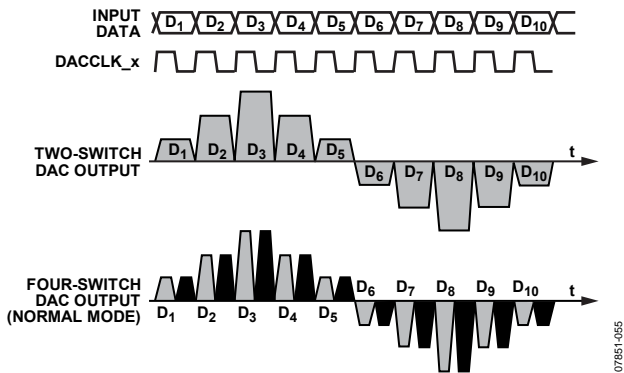 INPUT
DATA
D1 D2 D3 D4 D5 D6 D7 D8 D9 D10
DACCLK_x
TWO-SWITCH
DAC OUTPUT
D1 D2 D3 D4 D5
t
D6 D7 D8 D9 D10
FOUR-SWITCH
DAC OUTPUT
(NORMAL MODE)
D6 D7 D8 D9 D10
t
D1 D2 D3 D4 D5
07851-055